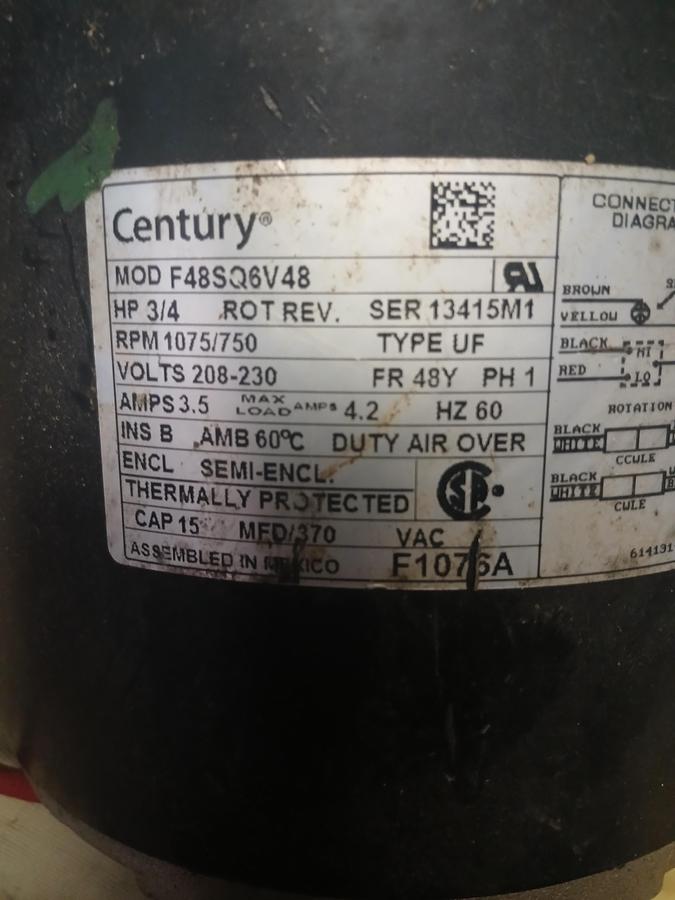 Century®
MOD F48SQ6V48
HP 3/4 ROT REV. SER 13415M1
RPM 1075/750 TYPE UF
VOLTS 208-230 FR 48Y PH 1
AMPS 3.5 MAX LOAD AMPS 4.2 HZ 60
INS B AMB 60°C DUTY AIR OVER
ENCL SEMI-ENCL.
THERMALLY PROTECTED
CAP 15 MFD/370 VAC
ASSEMBLED IN MEXICO F1076A
CONNECT
DIAGRA
BROWN
YELLOW
BLACK HI
RED LO
ROTATION
BLACK
WHITE
CCWLE
BLACK
WHITE
CWLE
614191